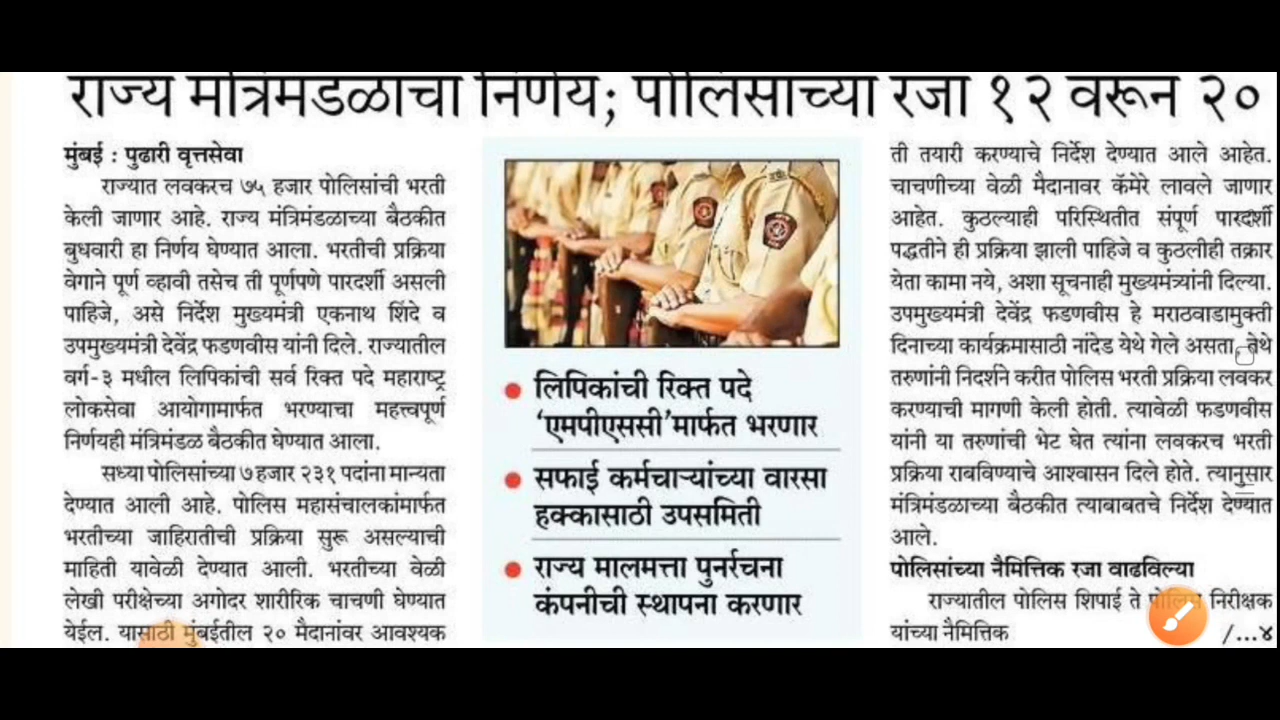 राज्य मंत्रिमंडळाचा निर्णय; पोलिसांच्या रजा १२ वरून २०
मुंबई : पुढारी वृत्तसेवा
राज्यात लवकरच ७५ हजार पोलिसांची भरती
केली जाणार आहे. राज्य मंत्रिमंडळाच्या बैठकीत
बुधवारी हा निर्णय घेण्यात आला. भरतीची प्रक्रिया
वेगाने पूर्ण व्हावी तसेच ती पूर्णपणे पारदर्शी असली
पाहिजे, असे निर्देश मुख्यमंत्री एकनाथ शिंदे व
उपमुख्यमंत्री देवेंद्र फडणवीस यांनी दिले. राज्यातील
वर्ग-३ मधील लिपिकांची सर्व रिक्त पदे महाराष्ट्र
लोकसेवा आयोगामार्फत भरण्याचा महत्त्वपूर्ण
निर्णयही मंत्रिमंडळ बैठकीत घेण्यात आला.
सध्या पोलिसांच्या ७ हजार २३१ पदांना मान्यता
देण्यात आली आहे. पोलिस महासंचालकांमार्फत
भरतीच्या जाहिरातीची प्रक्रिया सुरू असल्याची
माहिती यावेळी देण्यात आली. भरतीच्या वेळी
लेखी परीक्षेच्या अगोदर शारीरिक चाचणी घेण्यात
येईल. यासाठी मुंबईतील २० मैदानांवर आवश्यक
लिपिकांची रिक्त पदे
‘एमपीएससी’मार्फत भरणार
सफाई कर्मचाऱ्यांच्या वारसा
हक्कासाठी उपसमिती
राज्य मालमत्ता पुनर्रचना
कंपनीची स्थापना करणार
ती तयारी करण्याचे निर्देश देण्यात आले आहेत.
चाचणीच्या वेळी मैदानावर कॅमेरे लावले जाणार
आहेत. कुठल्याही परिस्थितीत संपूर्ण पारदर्शी
पद्धतीने ही प्रक्रिया झाली पाहिजे व कुठलीही तक्रार
येता कामा नये, अशा सूचनाही मुख्यमंत्र्यांनी दिल्या.
उपमुख्यमंत्री देवेंद्र फडणवीस हे मराठवाडामुक्ती
दिनाच्या कार्यक्रमासाठी नांदेड येथे गेले असता, तेथे
तरुणांनी निदर्शने करीत पोलिस भरती प्रक्रिया लवकर
करण्याची मागणी केली होती. त्यावेळी फडणवीस
यांनी या तरुणांची भेट घेत त्यांना लवकरच भरती
प्रक्रिया राबविण्याचे आश्वासन दिले होते. त्यानुसार
मंत्रिमंडळाच्या बैठकीत त्याबाबतचे निर्देश देण्यात
आले.
पोलिसांच्या नैमित्तिक रजा वाढविल्या
राज्यातील पोलिस शिपाई ते पोलिस निरीक्षक
यांच्या नैमित्तिक /...४